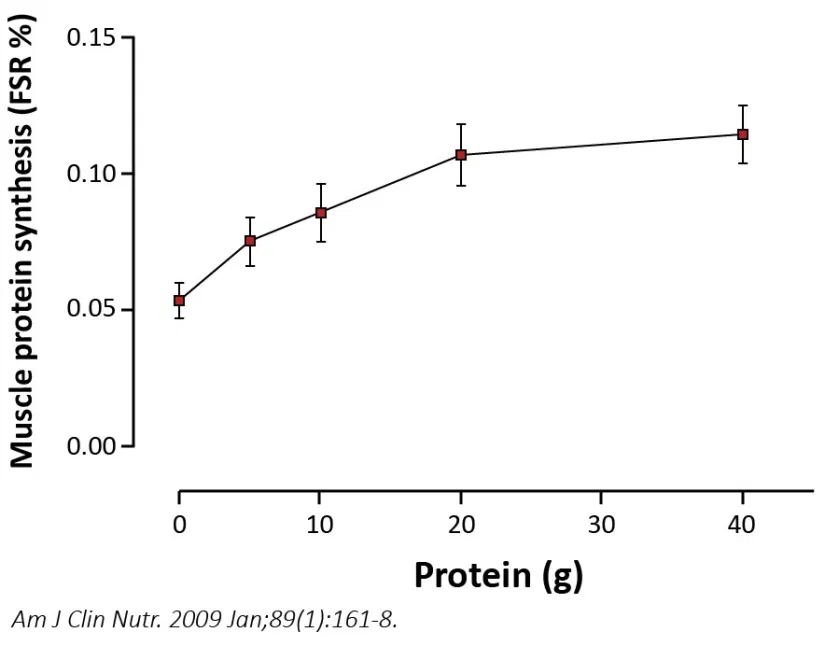 Muscle protein synthesis (FSR %)
0.15
0.10
0.05
0.00
0 10 20 30 40
Protein (g)
Am J Clin Nutr. 2009 Jan;89(1):161-8.